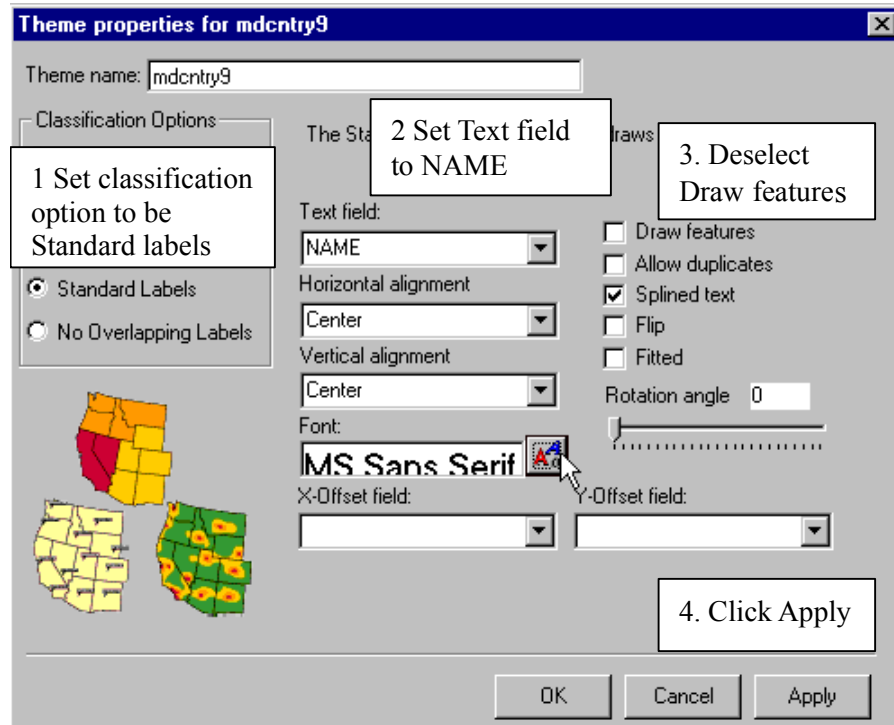 Theme properties for mdcntry9
Theme name: mdcntry9
Classification Options
1 Set classification
option to be
Standard labels
Standard Labels
No Overlapping Labels
The
2 Set Text field
to NAME
draws
3. Deselect
Draw features
Text field:
NAME
Horizontal alignment
Center
Vertical alignment
Center
Font:
MS Sans Serif
X-Offset field:
Draw features
Allow duplicates
Splined text
Flip
Fitted
Rotation angle 0
Y-Offset field:
4. Click Apply
OK
Cancel
Apply